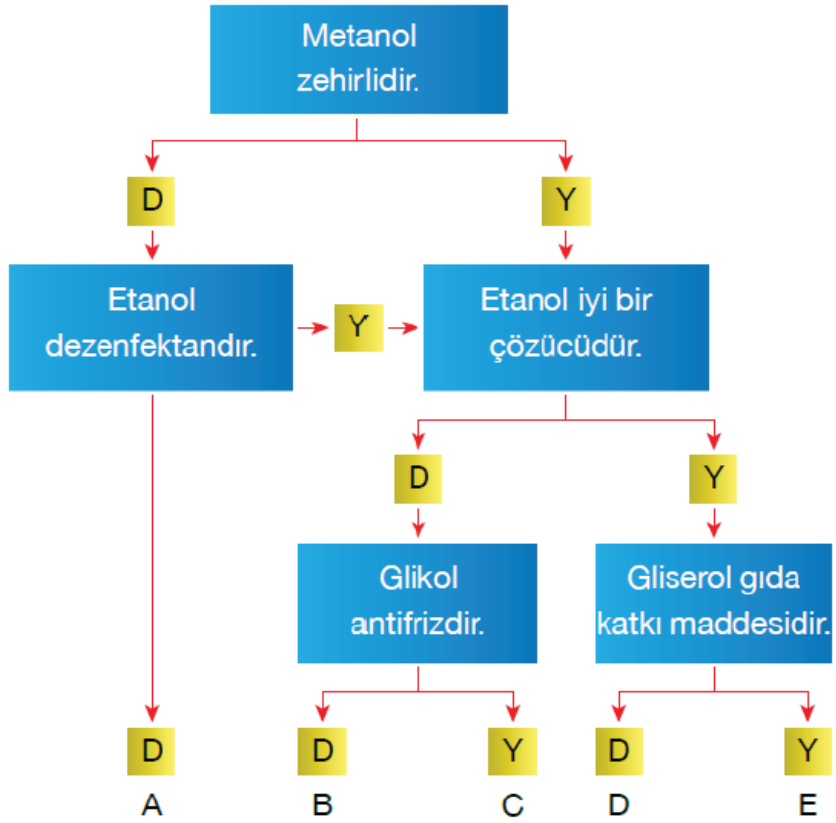 Metanol
zehirlidir.
D
Y
Etanol
dezenfektandır.
Y
Etanol iyi bir
çözücüdür.
D
Y
Glikol
antifrizdir.
Gliserol gıda
katkı maddesidir.
D
D
Y
D
Y
A
B
C
D
E